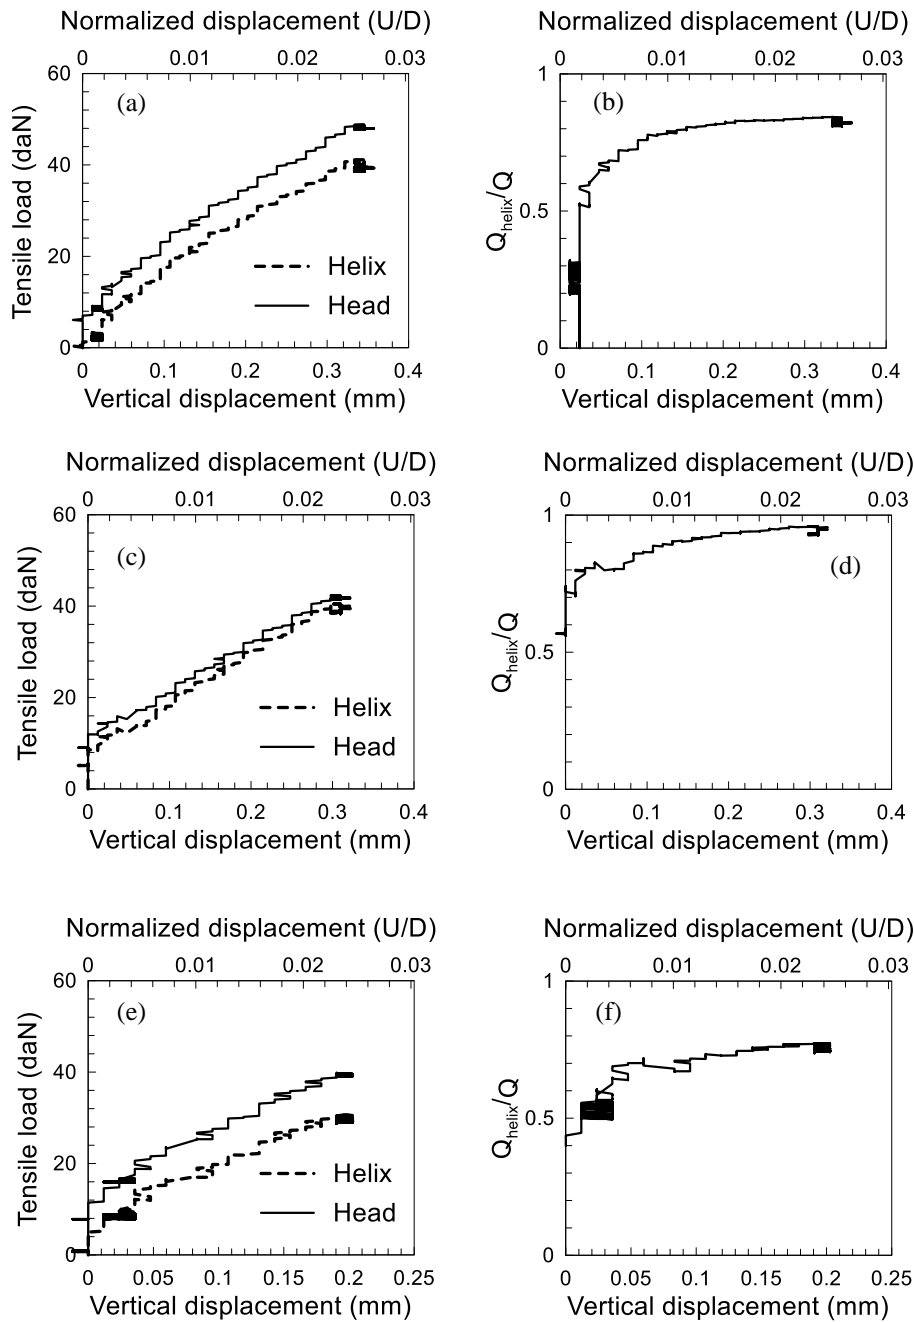 Normalized displacement (U/D)
0 0.01 0.02 0.03
60
40
20
0
Tensile load (daN)
(a)
Helix
Head
0 0.1 0.2 0.3 0.4
Vertical displacement (mm)
Normalized displacement (U/D)
0 0.01 0.02 0.03
1
0.5
0
Qhelix/Q
(b)
0 0.1 0.2 0.3 0.4
Vertical displacement (mm)
Normalized displacement (U/D)
0 0.01 0.02 0.03
60
40
20
0
Tensile load (daN)
(c)
Helix
Head
0 0.1 0.2 0.3 0.4
Vertical displacement (mm)
Normalized displacement (U/D)
0 0.01 0.02 0.03
1
0.5
0
Qhelix/Q
(d)
0 0.1 0.2 0.3 0.4
Vertical displacement (mm)
Normalized displacement (U/D)
0 0.01 0.02 0.03
60
40
20
0
Tensile load (daN)
(e)
Helix
Head
0 0.05 0.1 0.15 0.2 0.25
Vertical displacement (mm)
Normalized displacement (U/D)
0 0.01 0.02 0.03
1
0.5
0
Qhelix/Q
(f)
0 0.05 0.1 0.15 0.2 0.25
Vertical displacement (mm)